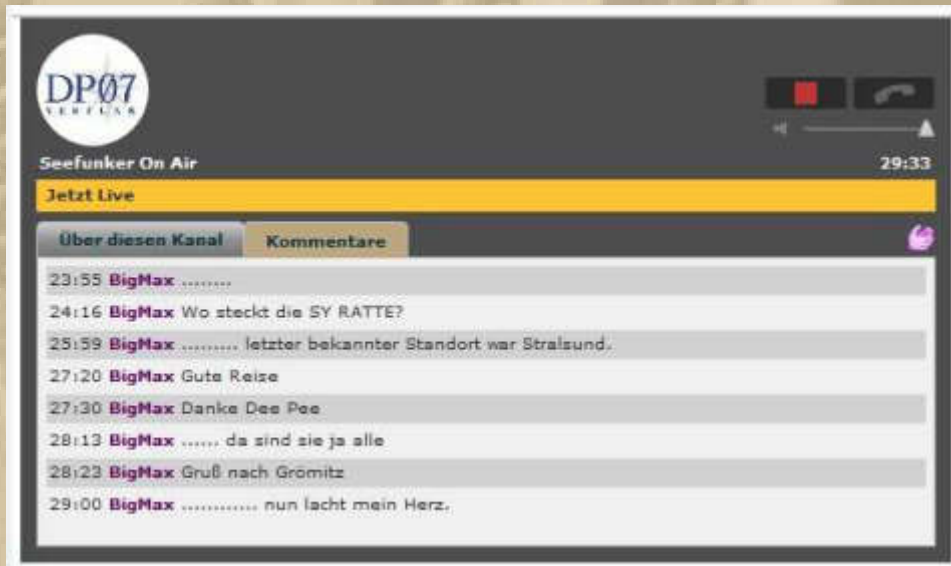 DP07
Seefunker On Air
29:33
Jetzt Live
Über diesen Kanal
Kommentare
23:55 BigMax ........
24:16 BigMax Wo steckt die SY RATTE?
25:59 BigMax ......... letzter bekannter Standort war Stralsund.
27:20 BigMax Gute Reise
27:30 BigMax Danke Dee Pee
28:13 BigMax ...... da sind sie ja alle
28:23 BigMax Gruß nach Grömitz
29:00 BigMax ............ nun lacht mein Herz.